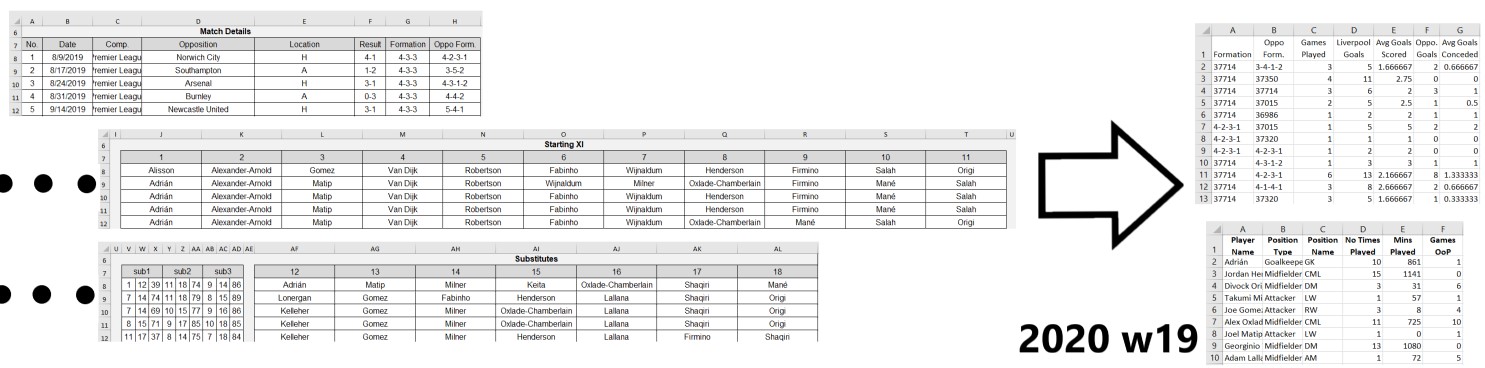 A B C D E F G H
6 Match Details
7 No. Date Comp. Opposition Location Result Formation Oppo Form.
8 1 8/9/2019 Premier Leagu Norwich City H 4-1 4-3-3 4-2-3-1
9 2 8/17/2019 Premier Leagu Southampton A 1-2 4-3-3 3-5-2
10 3 8/24/2019 Premier Leagu Arsenal H 3-1 4-3-3 4-3-1-2
11 4 8/31/2019 Premier Leagu Burnley A 0-3 4-3-3 4-4-2
12 5 9/14/2019 Premier Leagu Newcastle United H 3-1 4-3-3 5-4-1
I J K L M N O P Q R S T U
6 Starting XI
7 1 2 3 4 5 6 7 8 9 10 11
8 Alisson Alexander-Arnold Gomez Van Dijk Robertson Fabinho Wijnaldum Henderson Firmino Salah Origi
9 Adrián Alexander-Arnold Matip Van Dijk Robertson Wijnaldum Milner Oxlade-Chamberlain Firmino Mané Salah
10 Adrián Alexander-Arnold Matip Van Dijk Robertson Fabinho Wijnaldum Henderson Firmino Mané Salah
11 Adrián Alexander-Arnold Matip Van Dijk Robertson Fabinho Wijnaldum Henderson Firmino Mané Salah
12 Adrián Alexander-Arnold Matip Van Dijk Robertson Fabinho Wijnaldum Oxlade-Chamberlain Mané Salah Origi
U V W X Y Z AA AB AC AD AE AF AG AH AI AJ AK AL
6 Substitutes
7 sub1 sub2 sub3 12 13 14 15 16 17 18
8 1 12 39 11 18 74 9 14 86 Adrián Matip Milner Keita Oxlade-Chamberlain Shaqiri Mané
9 7 14 74 11 18 79 8 15 89 Lonergan Gomez Fabinho Henderson Lallana Shaqiri Origi
10 7 14 69 10 15 77 9 16 86 Kelleher Gomez Milner Oxlade-Chamberlain Lallana Shaqiri Origi
11 8 15 71 9 17 85 10 18 85 Kelleher Gomez Milner Oxlade-Chamberlain Lallana Shaqiri Origi
12 11 17 37 8 14 75 7 18 84 Kelleher Gomez Milner Henderson Lallana Firmino Shaqiri
A B C D E F G
Oppo Games Liverpool Avg Goals Oppo. Avg Goals
1 Formation Form. Played Goals Scored Goals Conceded
2 37714 3-4-1-2 3 5 1.666667 2 0.666667
3 37714 37350 4 11 2.75 0 0
4 37714 37714 3 6 2 3 1
5 37714 37015 2 5 2.5 1 0.5
6 37714 36986 1 2 2 1 1
7 4-2-3-1 37015 1 5 5 2 2
8 4-2-3-1 37320 1 1 1 0 0
9 4-2-3-1 4-2-3-1 1 2 2 0 0
10 37714 4-3-1-2 1 3 3 1 1
11 37714 4-2-3-1 6 13 2.166667 8 1.333333
12 37714 4-1-4-1 3 8 2.666667 2 0.666667
13 37714 37320 3 5 1.666667 1 0.333333
A B C D E F
Player Position Position No Times Mins Games
1 Name Type Name Played Played OoP
2 Adrián Goalkeepe GK 10 861 1
3 Jordan Hen Midfielder CML 15 1141 0
4 Divock Ori Midfielder DM 3 31 6
5 Takumi Mi Attacker LW 1 57 1
6 Joe Gome Attacker RW 3 8 4
7 Alex Oxlad Midfielder CML 11 725 10
8 Joel Matip Attacker LW 1 0 1
9 Georginio Midfielder DM 13 1080 0
10 Adam Lalla Midfielder AM 1 72 5
2020 w19